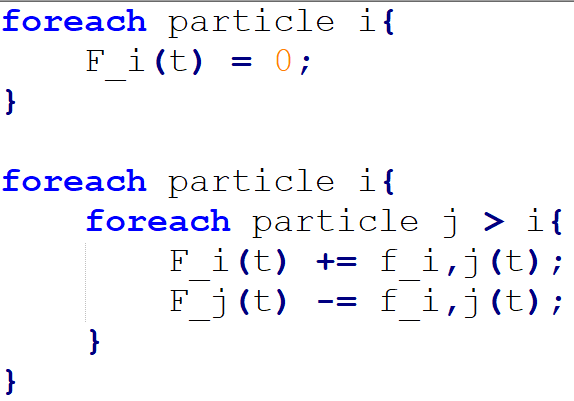 foreach particle i{
    F_i(t) = 0;
}

foreach particle i{
    foreach particle j > i{
        F_i(t) += f_i,j(t);
        F_j(t) -= f_i,j(t);
    }
}